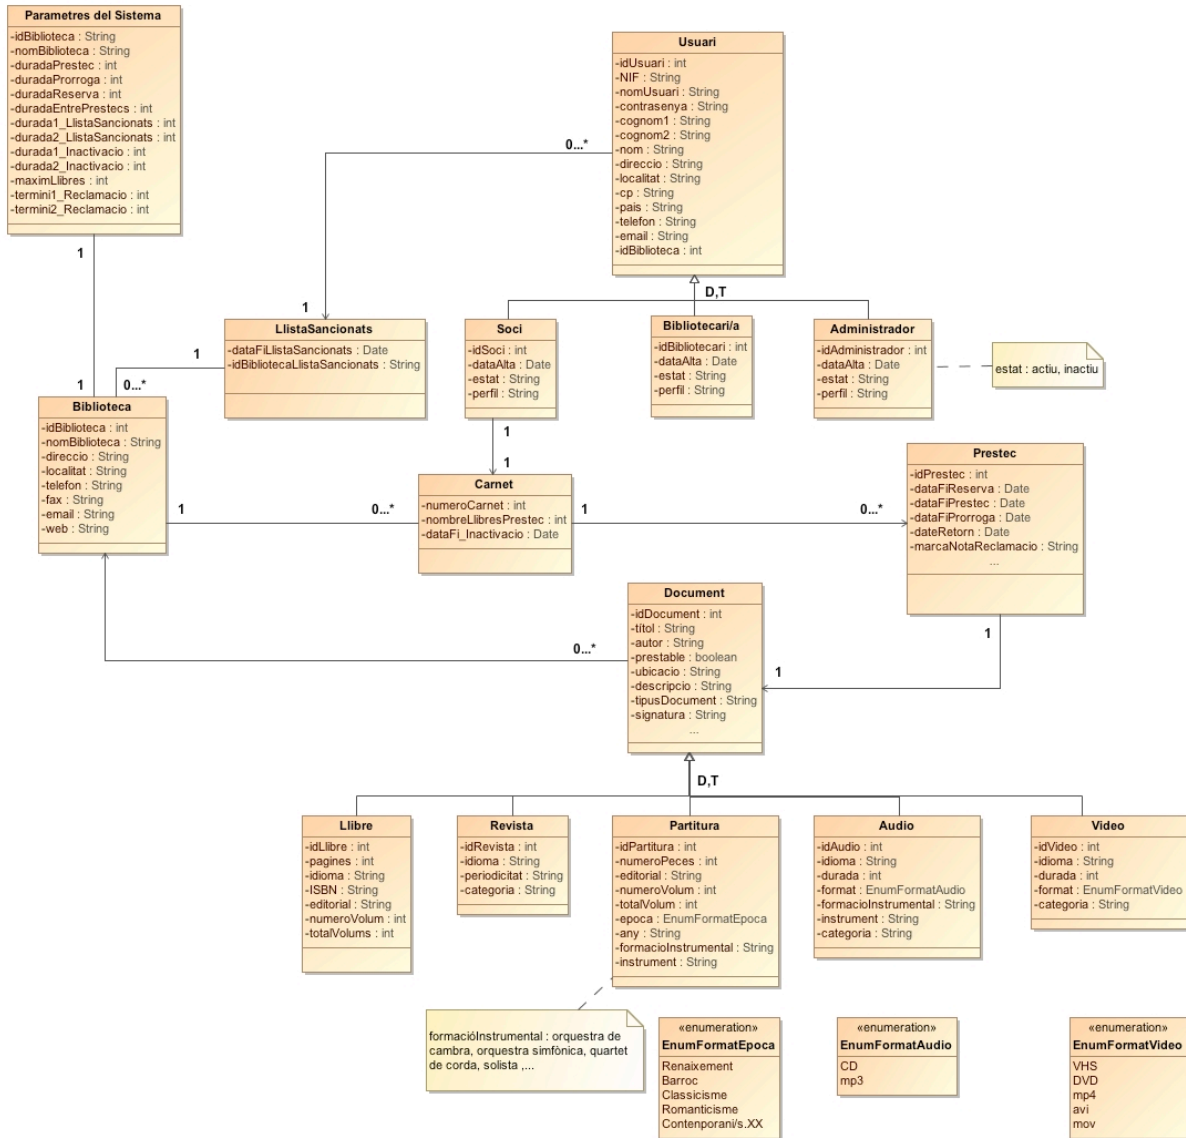 Parametres del Sistema
-idBiblioteca : String
-nomBiblioteca : String
-duradaPrestec : int
-duradaProrroga : int
-duradaReserva : int
-duradaEntrePrestecs : int
-durada1_LlistaSancionats : int
-durada2_LlistaSancionats : int
-durada1_Inactivacio : int
-durada2_Inactivacio : int
-maximLlibres : int
-termini1_Reclamacio : int
-termini2_Reclamacio : int
1
1
Usuari
-idUsuari : int
-NIF : String
-nomUsuari : String
-contrasenya : String
-cognom1 : String
-cognom2 : String
-nom : String
-direccio : String
-localitat : String
-cp : String
-pais : String
-telefon : String
-email : String
-idBiblioteca : int
0...*
1
D,T
LlistaSancionats
-dataFiLlistaSancionats : Date
-idBibliotecaLlistaSancionats : String
1
0...*
Soci
-idSoci : int
-dataAlta : Date
-estat : String
-perfil : String
Bibliotecari/a
-idBibliotecari : int
-dataAlta : Date
-estat : String
-perfil : String
Administrador
-idAdministrador : int
-dataAlta : Date
-estat : String
-perfil : String
estat : actiu, inactiu
Biblioteca
-idBiblioteca : int
-nomBiblioteca : String
-direccio : String
-localitat : String
-telefon : String
-fax : String
-email : String
-web : String
1
1
Carnet
-numeroCarnet : int
-nombreLlibresPrestec : int
-dataFi_Inactivacio : Date
1
0...*
1
0...*
Prestec
-idPrestec : int
-dataFiReserva : Date
-dataFiPrestec : Date
-dataFiProrroga : Date
-dateRetorn : Date
-marcaNotaReclamacio : String
...
1
1
Document
-idDocument : int
-títol : String
-autor : String
-prestable : boolean
-ubicacio : String
-descripcio : String
-tipusDocument : String
-signatura : String
...
0...*
D,T
Llibre
-idLlibre : int
-pagines : int
-idioma : String
-ISBN : String
-editorial : String
-numeroVolum : int
-totalVolums : int
Revista
-idRevista : int
-idioma : String
-periodicitat : String
-categoria : String
Partitura
-idPartitura : int
-numeroPeces : int
-editorial : String
-numeroVolum : int
-totalVolum : int
-epoca : EnumFormatEpoca
-any : String
-formacioInstrumental : String
-instrument : String
Audio
-idAudio : int
-idioma : String
-durada : int
-format : EnumFormatAudio
-formacioInstrumental : String
-instrument : String
-categoria : String
Video
-idVideo : int
-idioma : String
-durada : int
-format : EnumFormatVideo
-categoria : String
formacióInstrumental : orquestra de
cambra, orquestra simfònica, quartet
de corda, solista ,...
«enumeration»
EnumFormatEpoca
Renaixement
Barroc
Classicisme
Romanticisme
Contenporani/s.XX
«enumeration»
EnumFormatAudio
CD
mp3
«enumeration»
EnumFormatVideo
VHS
DVD
mp4
avi
mov